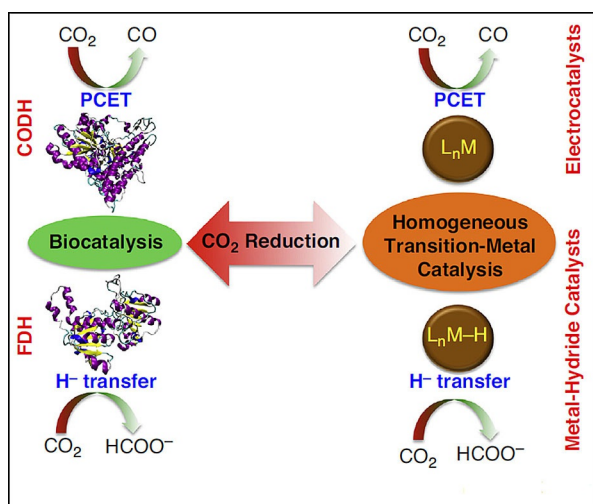 CO₂ CO
PCET
CODH
Biocatalysis
FDH
H⁻ transfer
CO₂ HCOO⁻
CO₂ Reduction
CO₂ CO
PCET
LₙM
Homogeneous
Transition-Metal
Catalysis
LₙM–H
H⁻ transfer
CO₂ HCOO⁻
Electrocatalysts
Metal-Hydride Catalysts